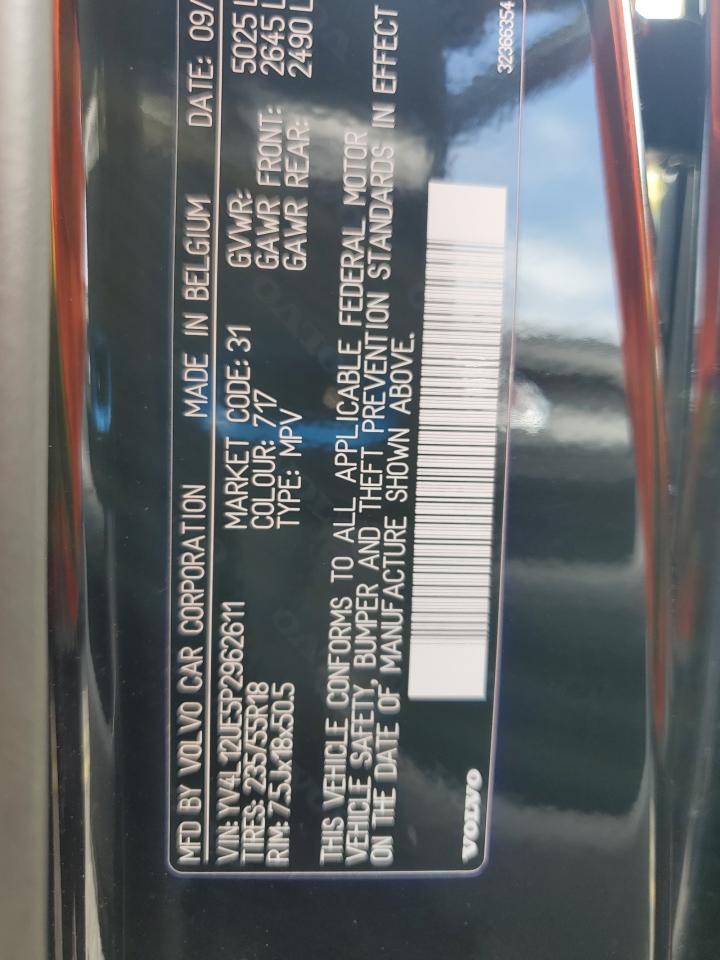 MFD BY VOLVO CAR CORPORATION MADE IN BELGIUM DATE: 09/
VIN: YV4L12UE5P2962611 MARKET CODE: 31 GVWR: 5025 L
TIRES: 235/55R18 COLOUR: 717 GAWR FRONT: 2645 L
RIM: 7.5Jx18x50.5 TYPE: MPV GAWR REAR: 2490 L
THIS VEHICLE CONFORMS TO ALL APPLICABLE FEDERAL MOTOR
VEHICLE SAFETY, BUMPER AND THEFT PREVENTION STANDARDS IN EFFECT
ON THE DATE OF MANUFACTURE SHOWN ABOVE.
VOLVO 32366354